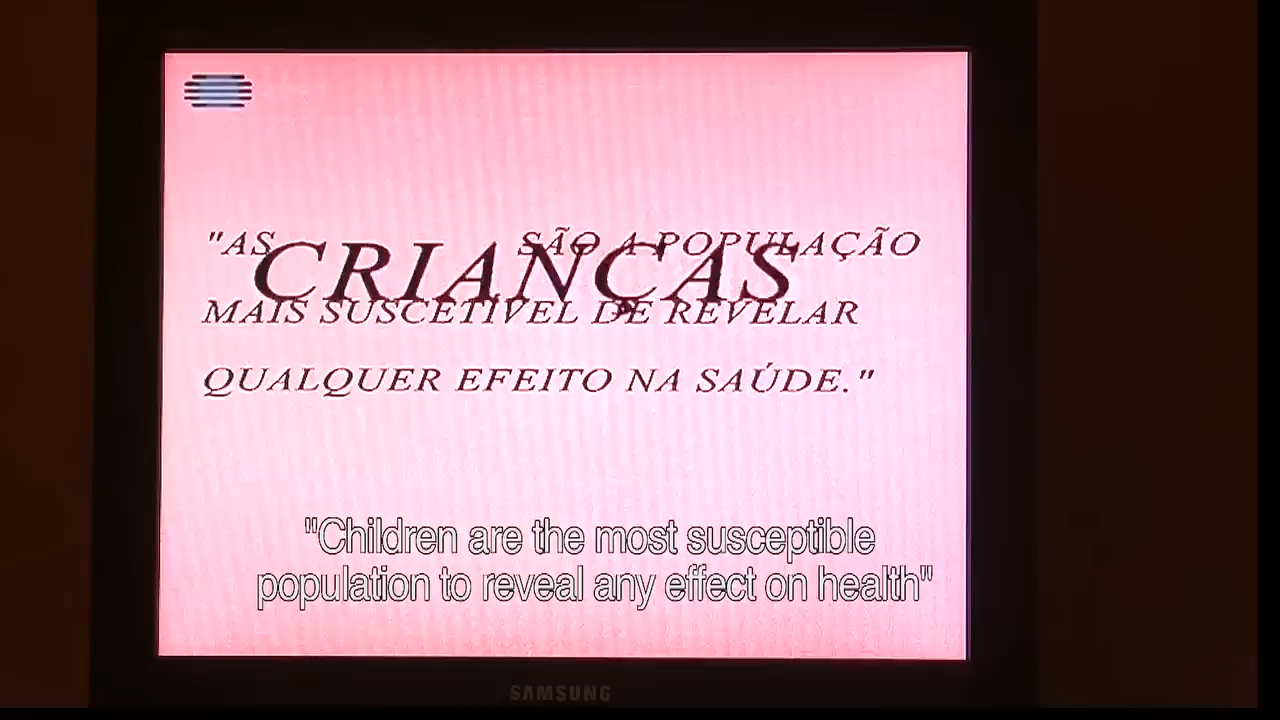 "AS CRIANÇAS SÃO A POPULAÇÃO
MAIS SUSCETÍVEL DE REVELAR
QUALQUER EFEITO NA SAÚDE."
"Children are the most susceptible
population to reveal any effect on health"
SAMSUNG